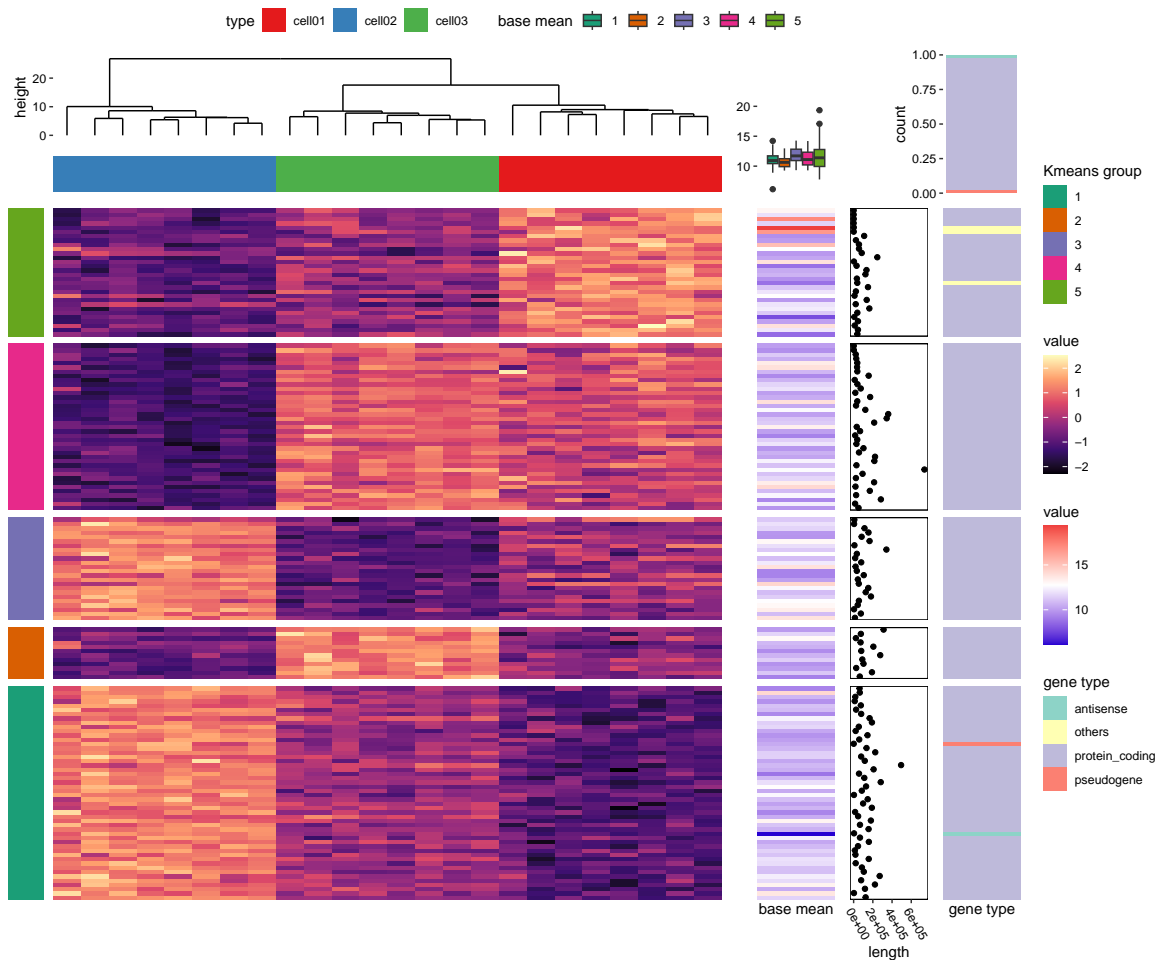 type cell01 cell02 cell03 base mean 1 2 3 4 5
height
20
10
0
20
15
10
count
1.00
0.75
0.50
0.25
0.00
Kmeans group
1
2
3
4
5
value
2
1
0
−1
−2
value
15
10
gene type
antisense
others
protein_coding
pseudogene
base mean
0e+00
2e+05
4e+05
6e+05
length
gene type